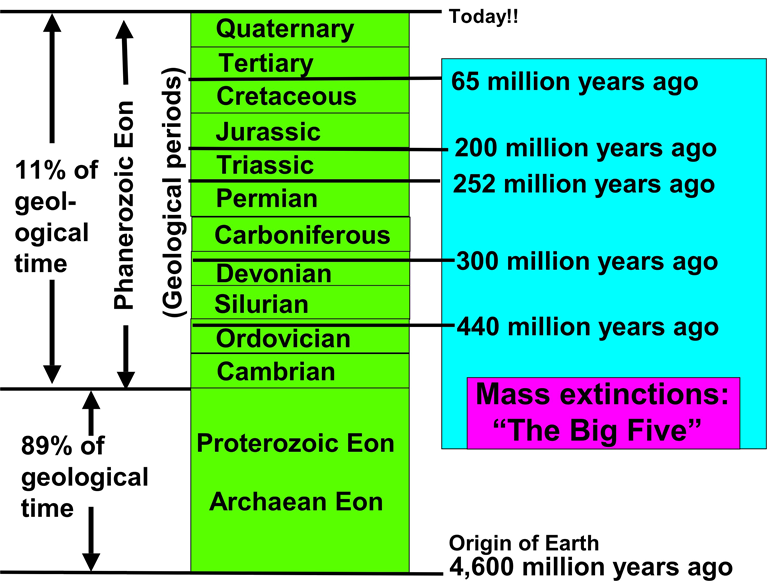 Today!!
Quaternary
Tertiary
65 million years ago
Cretaceous
Jurassic
200 million years ago
Triassic
252 million years ago
Permian
Carboniferous
300 million years ago
Devonian
Silurian
440 million years ago
Ordovician
Cambrian
Phanerozoic Eon
(Geological periods)
11% of
geol-
ogical
time
Mass extinctions:
“The Big Five”
89% of
geological
time
Proterozoic Eon
Archaean Eon
Origin of Earth
4,600 million years ago